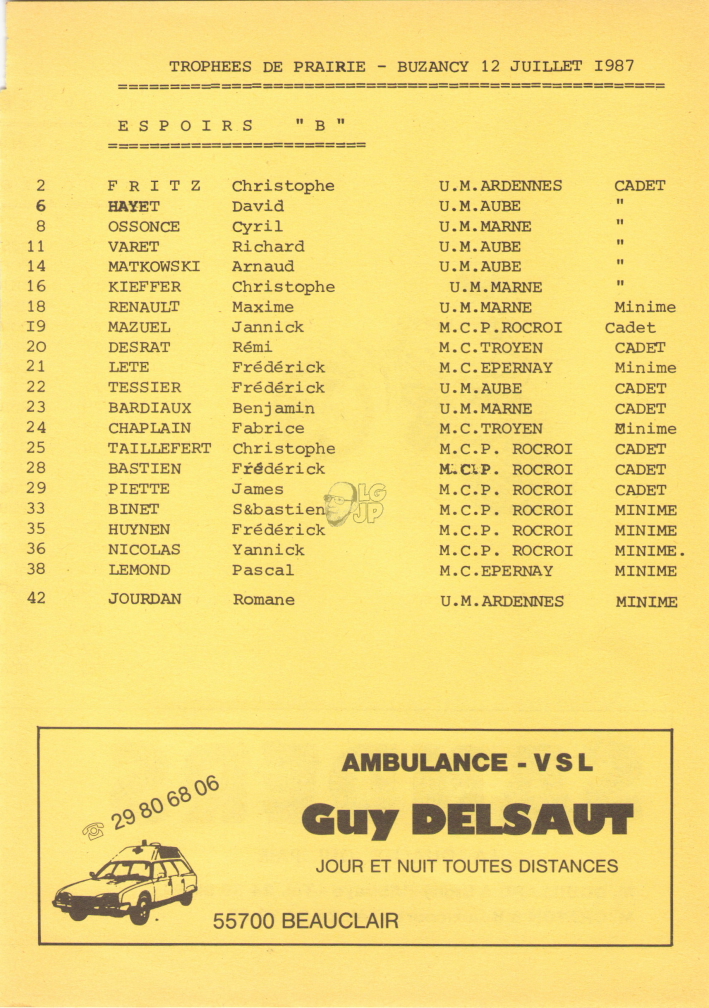 TROPHEES DE PRAIRIE - BUZANCY 12 JUILLET I987
==========================================================
E S P O I R S " B "
===========================
2 F R I T Z Christophe U.M.ARDENNES CADET
6 HAYET David U.M.AUBE "
8 OSSONCE Cyril U.M.MARNE "
11 VARET Richard U.M.AUBE "
14 MATKOWSKI Arnaud U.M.AUBE "
16 KIEFFER Christophe U.M.MARNE "
18 RENAULT Maxime U.M.MARNE Minime
I9 MAZUEL Jannick M.C.P.ROCROI Cadet
20 DESRAT Rémi M.C.TROYEN CADET
21 LETE Frédérick M.C.EPERNAY Minime
22 TESSIER Frédérick U.M.AUBE CADET
23 BARDIAUX Benjamin U.M.MARNE CADET
24 CHAPLAIN Fabrice M.C.TROYEN Minime
25 TAILLEFERT Christophe M.C.P. ROCROI CADET
28 BASTIEN Frédérick M.C.P. ROCROI CADET
29 PIETTE James M.C.P. ROCROI CADET
33 BINET S&bastien M.C.P. ROCROI MINIME
35 HUYNEN Frédérick M.C.P. ROCROI MINIME
36 NICOLAS Yannick M.C.P. ROCROI MINIME.
38 LEMOND Pascal M.C.EPERNAY MINIME
42 JOURDAN Romane U.M.ARDENNES MINIME
LG
JP
AMBULANCE - VSL
☏ 29 80 68 06
Guy DELSAUT
JOUR ET NUIT TOUTES DISTANCES
55700 BEAUCLAIR